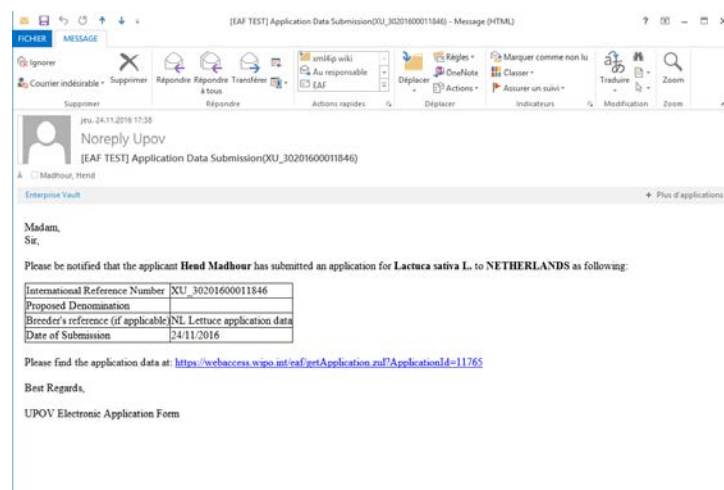 [EAF TEST] Application Data Submission(XU_30201600011846) - Message (HTML)
FICHIER MESSAGE
Ignorer
Courrier indésirable
Supprimer
Répondre Répondre à tous Transférer
xml4ip wiki
Au responsable
EAF
Déplacer
Règles
OneNote
Actions
Marquer comme non lu
Classer
Assurer un suivi
Traduire
Zoom
Supprimer Répondre Actions rapides Déplacer Indicateurs Modification Zoom
jeu. 24.11.2016 17:38
Noreply Upov
[EAF TEST] Application Data Submission(XU_30201600011846)
À Madhour, Hend
Enterprise Vault + Plus d'applications
Madam,
Sir,
Please be notified that the applicant Hend Madhour has submitted an application for Lactuca sativa L. to NETHERLANDS as following:
International Reference Number XU_30201600011846
Proposed Denomination
Breeder's reference (if applicable) NL Lettuce application data
Date of Submission 24/11/2016
Please find the application data at: https://webaccess.wipo.int/eaf/getApplication.zul?ApplicationId=11765
Best Regards,
UPOV Electronic Application Form